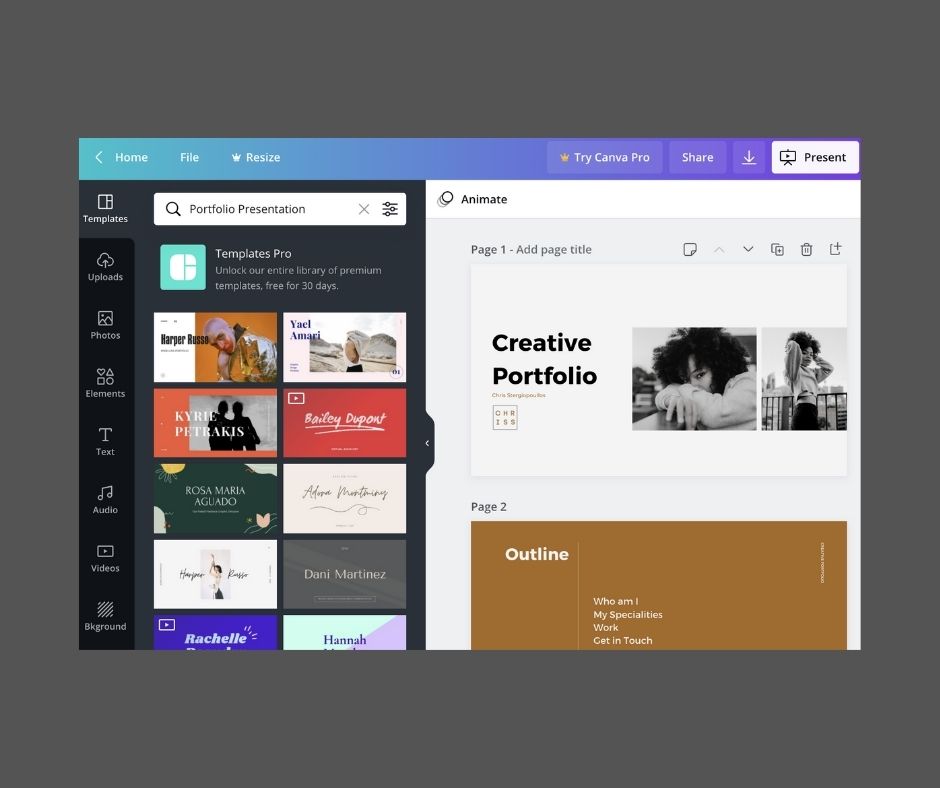 Home
File
Resize
Try Canva Pro
Share
Present
Templates
Uploads
Photos
Elements
Text
Audio
Videos
Bkground
Portfolio Presentation
Templates Pro
Unlock our entire library of premium
templates, free for 30 days.
Harper Russo
Yael
Amari
01
KYRIE
PETRAKIS
Bailey Dupont
ROSA MARIA
AGUADO
Adora Montminy
Harper Russo
Dani Martinez
Rachelle
Hannah
Animate
Page 1 - Add page title
Creative
Portfolio
Chris Stergiopoulos
CHR
ISS
Page 2
Outline
CREATIVE PORTFOLIO
Who am I
My Specialities
Work
Get in Touch